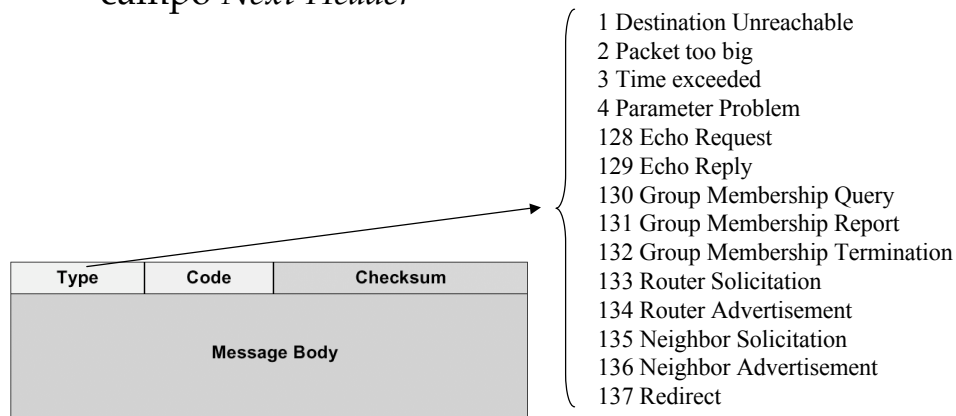 campo Next Header
1 Destination Unreachable
2 Packet too big
3 Time exceeded
4 Parameter Problem
128 Echo Request
129 Echo Reply
130 Group Membership Query
131 Group Membership Report
132 Group Membership Termination
133 Router Solicitation
134 Router Advertisement
135 Neighbor Solicitation
136 Neighbor Advertisement
137 Redirect
Type Code Checksum
Message Body